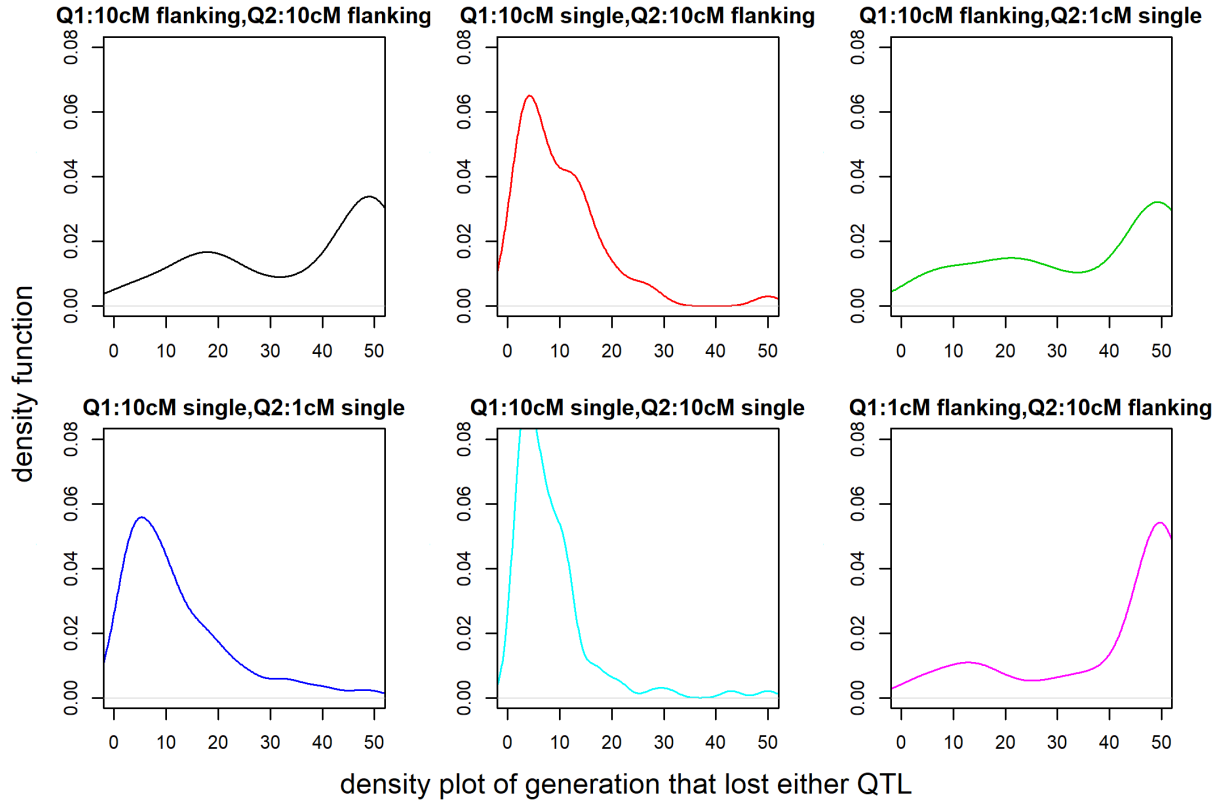 Q1:10cM flanking,Q2:10cM flanking
0.00 0.02 0.04 0.06 0.08
0 10 20 30 40 50
Q1:10cM single,Q2:10cM flanking
0.00 0.02 0.04 0.06 0.08
0 10 20 30 40 50
Q1:10cM flanking,Q2:1cM single
0.00 0.02 0.04 0.06 0.08
0 10 20 30 40 50
density function
Q1:10cM single,Q2:1cM single
0.00 0.02 0.04 0.06 0.08
0 10 20 30 40 50
Q1:10cM single,Q2:10cM single
0.00 0.02 0.04 0.06 0.08
0 10 20 30 40 50
Q1:1cM flanking,Q2:10cM flanking
0.00 0.02 0.04 0.06 0.08
0 10 20 30 40 50
density plot of generation that lost either QTL